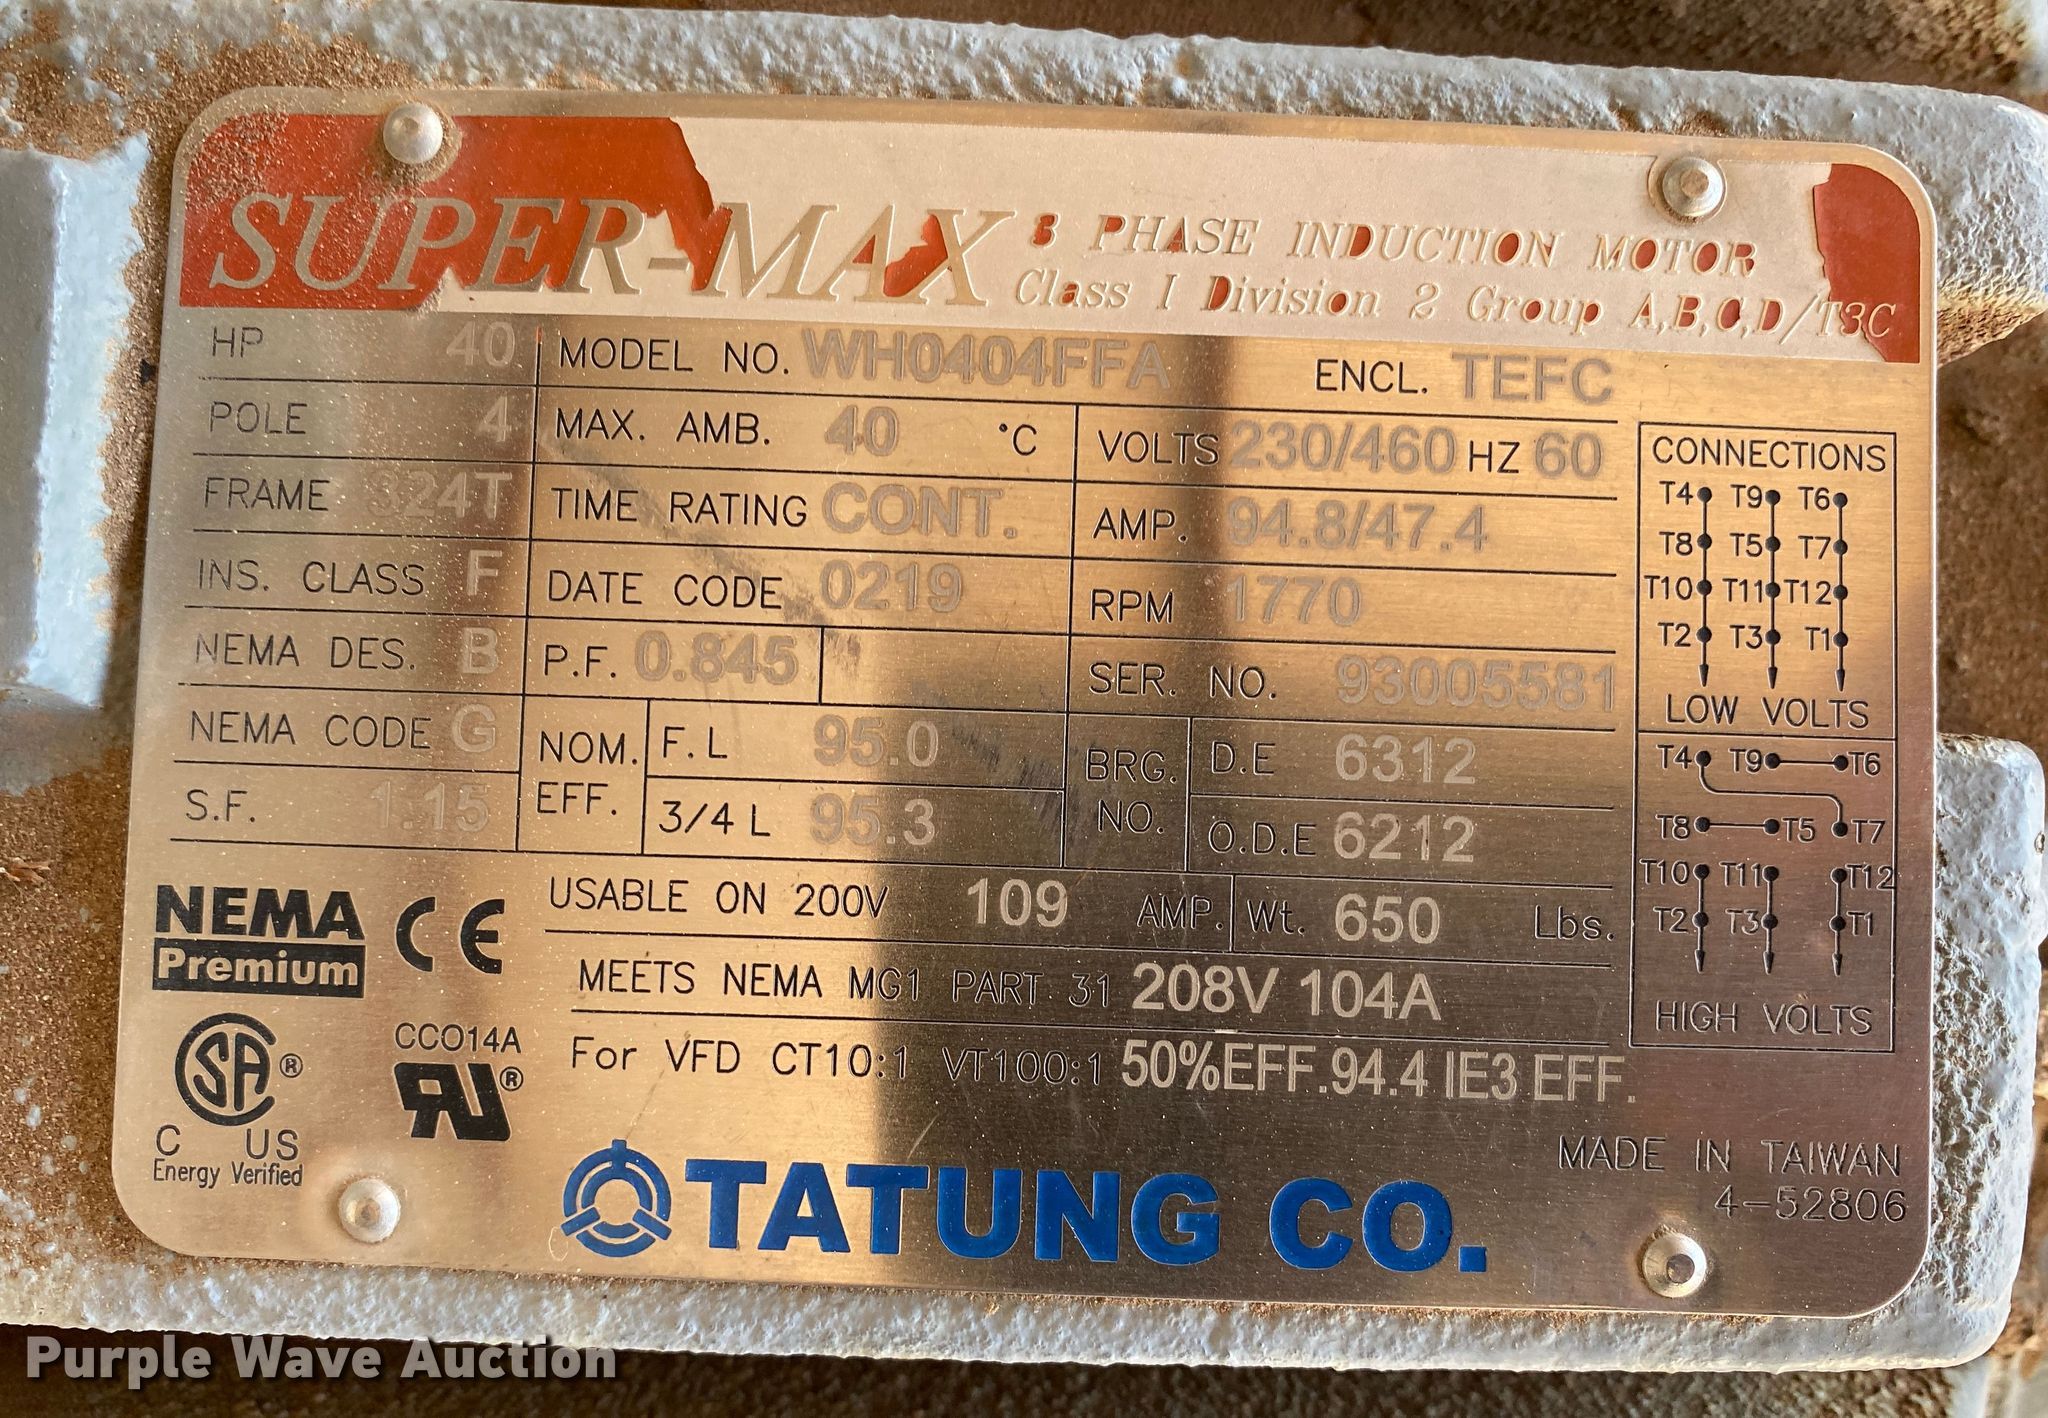 SUPER-MAX 3 PHASE INDUCTION MOTOR
Class I Division 2 Group A,B,C,D/T3C
HP 40 MODEL NO. WH0404FFA ENCL. TEFC
POLE 4 MAX. AMB. 40 °C VOLTS 230/460 HZ 60
FRAME 324T TIME RATING CONT. AMP. 94.8/47.4
INS. CLASS F DATE CODE 0219 RPM 1770
NEMA DES. B P.F. 0.845 SER. NO. 93005581
NEMA CODE G NOM. EFF. F.L 95.0 BRG. NO. D.E 6312
S.F. 1.15 3/4 L 95.3 O.D.E 6212
USABLE ON 200V 109 AMP. Wt. 650 Lbs.
MEETS NEMA MG1 PART 31 208V 104A
For VFD CT10:1 VT100:1 50%EFF.94.4 IE3 EFF.
CONNECTIONS
T4 T9 T6
T8 T5 T7
T10 T11 T12
T2 T3 T1
LOW VOLTS
T4 T9 T6
T8 T5 T7
T10 T11 T12
T2 T3 T1
HIGH VOLTS
NEMA
Premium
CE
SA ®
C US
Energy Verified
CCO14A
RU ®
TATUNG CO.
MADE IN TAIWAN
4-52806
Purple Wave Auction